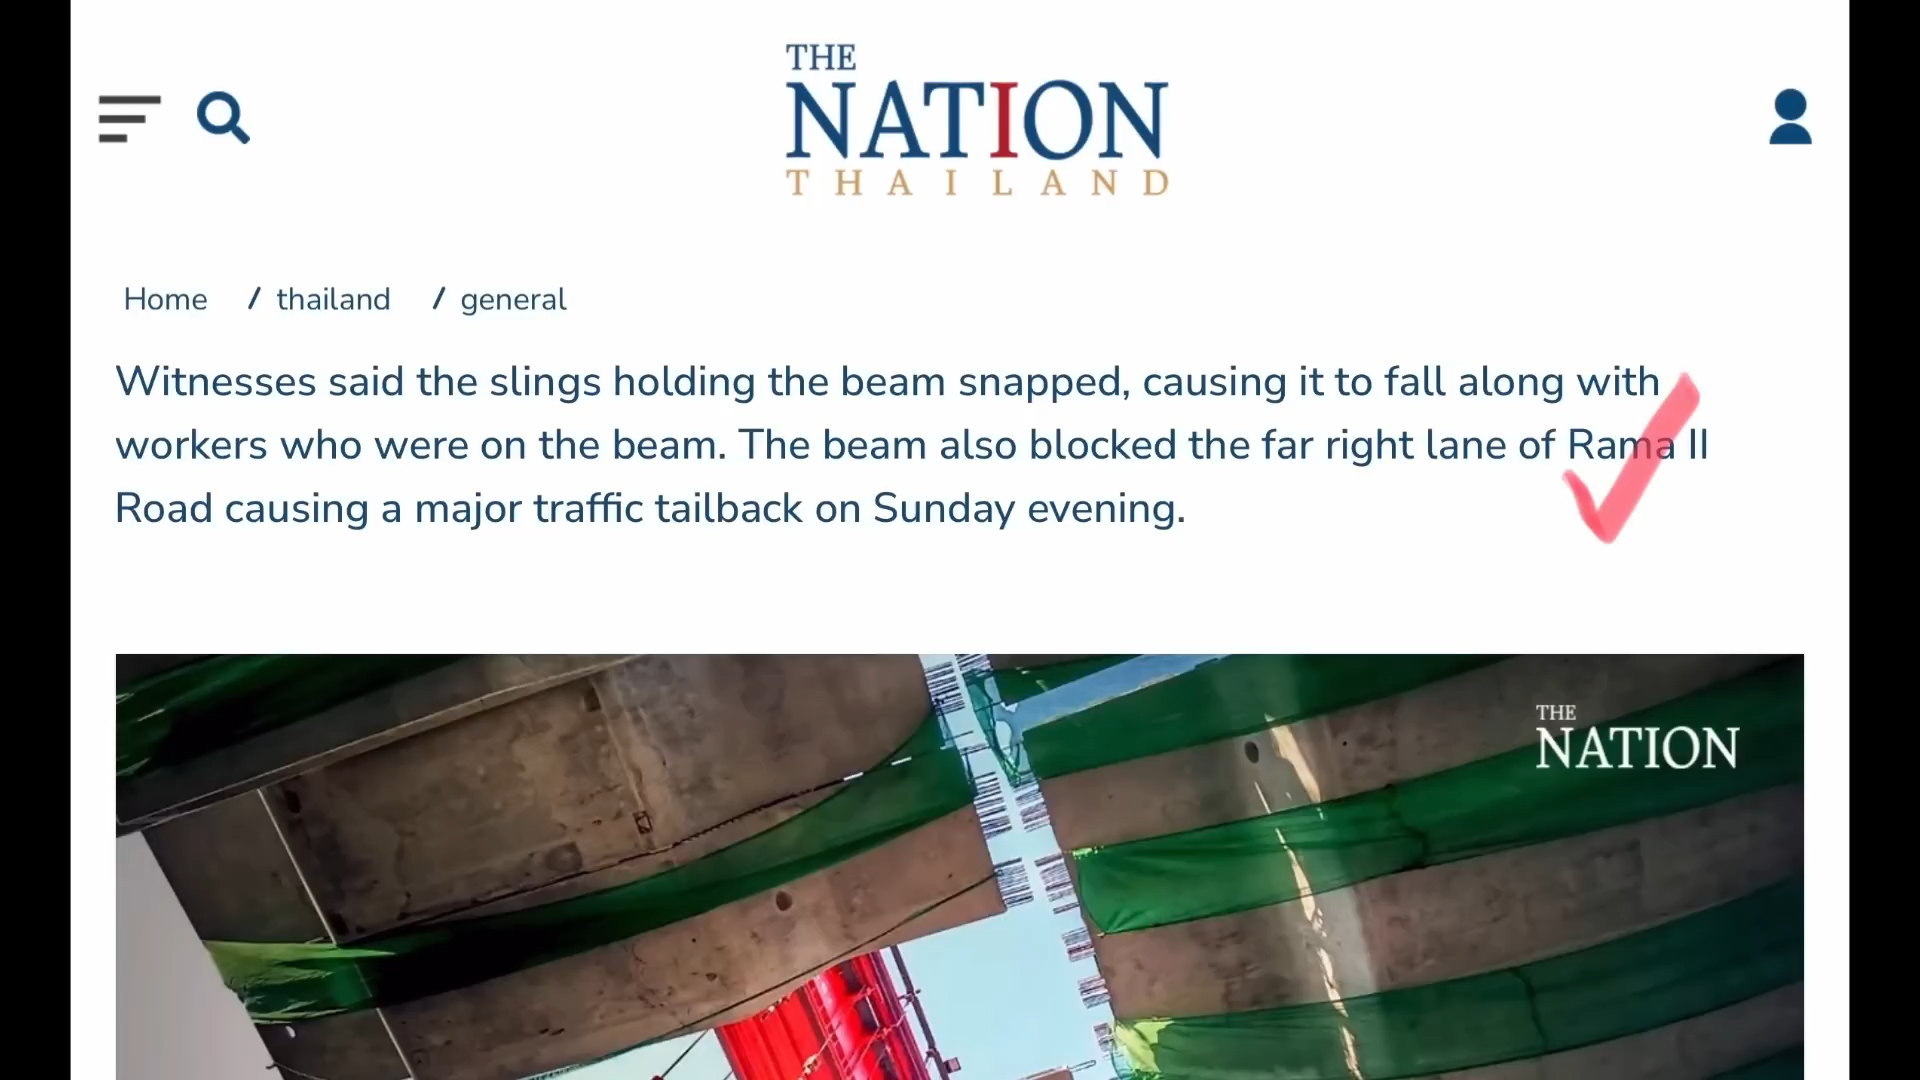 THE
NATION
THAILAND
Home / thailand / general
Witnesses said the slings holding the beam snapped, causing it to fall along with
workers who were on the beam. The beam also blocked the far right lane of Rama II
Road causing a major traffic tailback on Sunday evening.
THE
NATION